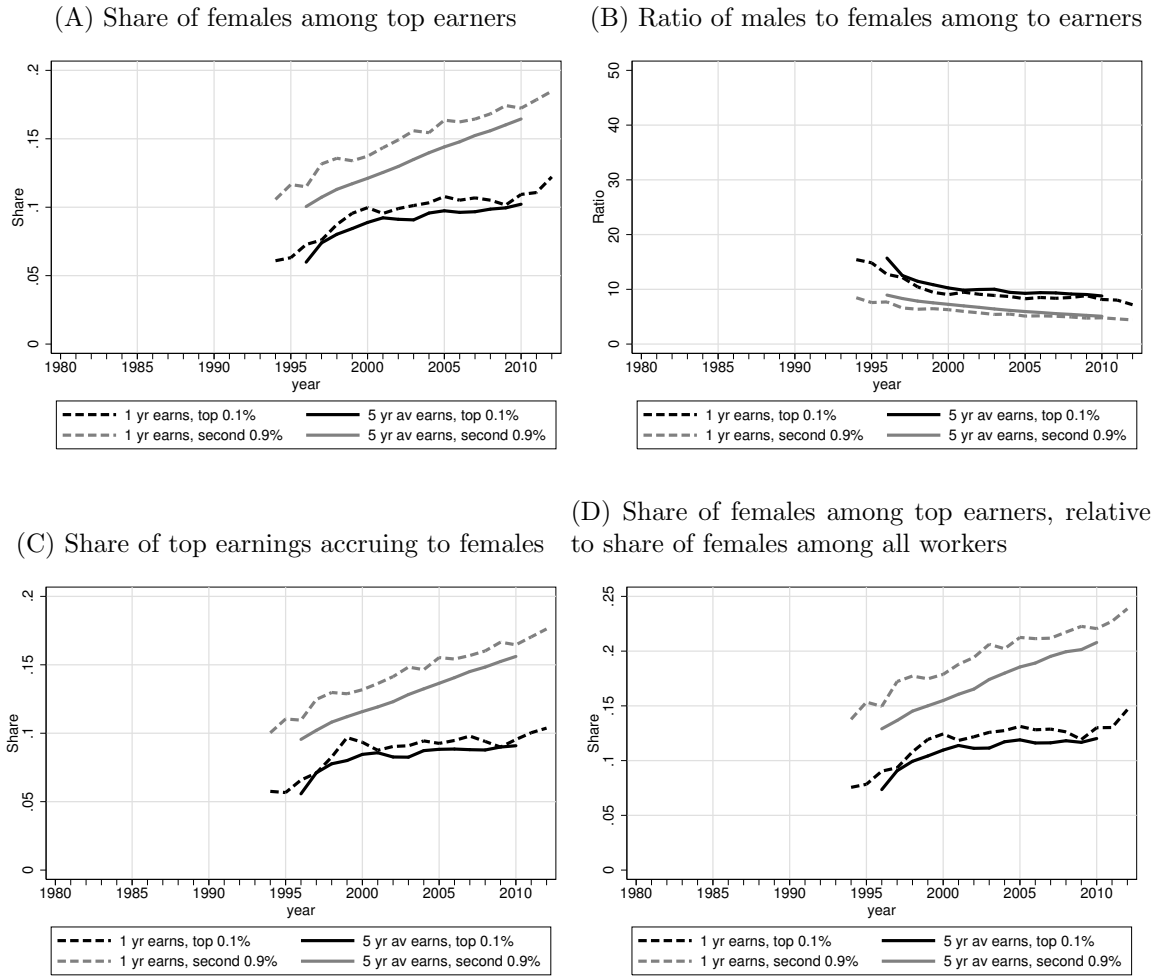 (A) Share of females among top earners
(B) Ratio of males to females among to earners
.2
.15
.1
.05
0
Share
1980 1985 1990 1995 2000 2005 2010
year
1 yr earns, top 0.1% 5 yr av earns, top 0.1%
1 yr earns, second 0.9% 5 yr av earns, second 0.9%
50
40
30
20
10
0
Ratio
1980 1985 1990 1995 2000 2005 2010
year
1 yr earns, top 0.1% 5 yr av earns, top 0.1%
1 yr earns, second 0.9% 5 yr av earns, second 0.9%
(C) Share of top earnings accruing to females
(D) Share of females among top earners, relative
to share of females among all workers
.2
.15
.1
.05
0
Share
1980 1985 1990 1995 2000 2005 2010
year
1 yr earns, top 0.1% 5 yr av earns, top 0.1%
1 yr earns, second 0.9% 5 yr av earns, second 0.9%
.25
.2
.15
.1
.05
0
Share
1980 1985 1990 1995 2000 2005 2010
year
1 yr earns, top 0.1% 5 yr av earns, top 0.1%
1 yr earns, second 0.9% 5 yr av earns, second 0.9%